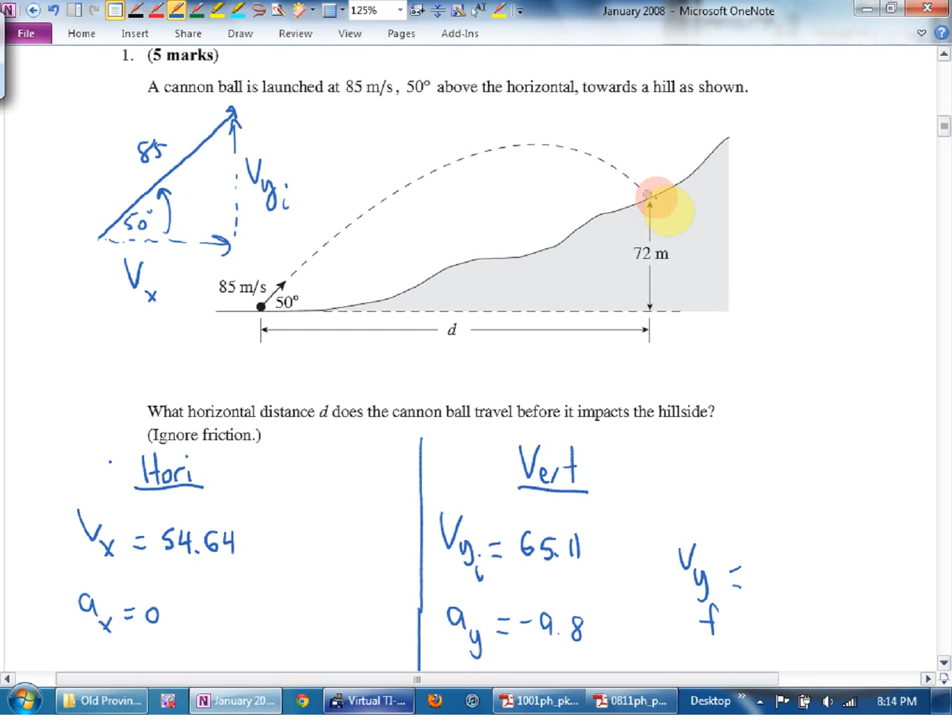 125%
January 2008 - Microsoft OneNote
File Home Insert Share Draw Review View Pages Add-Ins
1. (5 marks)
A cannon ball is launched at 85 m/s, 50° above the horizontal, towards a hill as shown.
85
Vyi
50°
Vx
72 m
85 m/s
50°
d
What horizontal distance d does the cannon ball travel before it impacts the hillside?
(Ignore friction.)
Hori
Vert
Vx = 54.64
Vyi = 65.11
Vyf =
ax = 0
ay = -9.8
Old Provin... January 20... Virtual TI-... 1001ph_pk... 0811ph_p... Desktop 8:14 PM